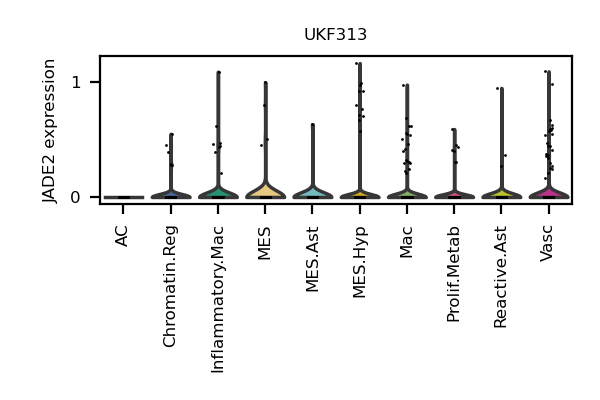 UKF313
JADE2 expression
1
0
AC
Chromatin.Reg
Inflammatory.Mac
MES
MES.Ast
MES.Hyp
Mac
Prolif.Metab
Reactive.Ast
Vasc